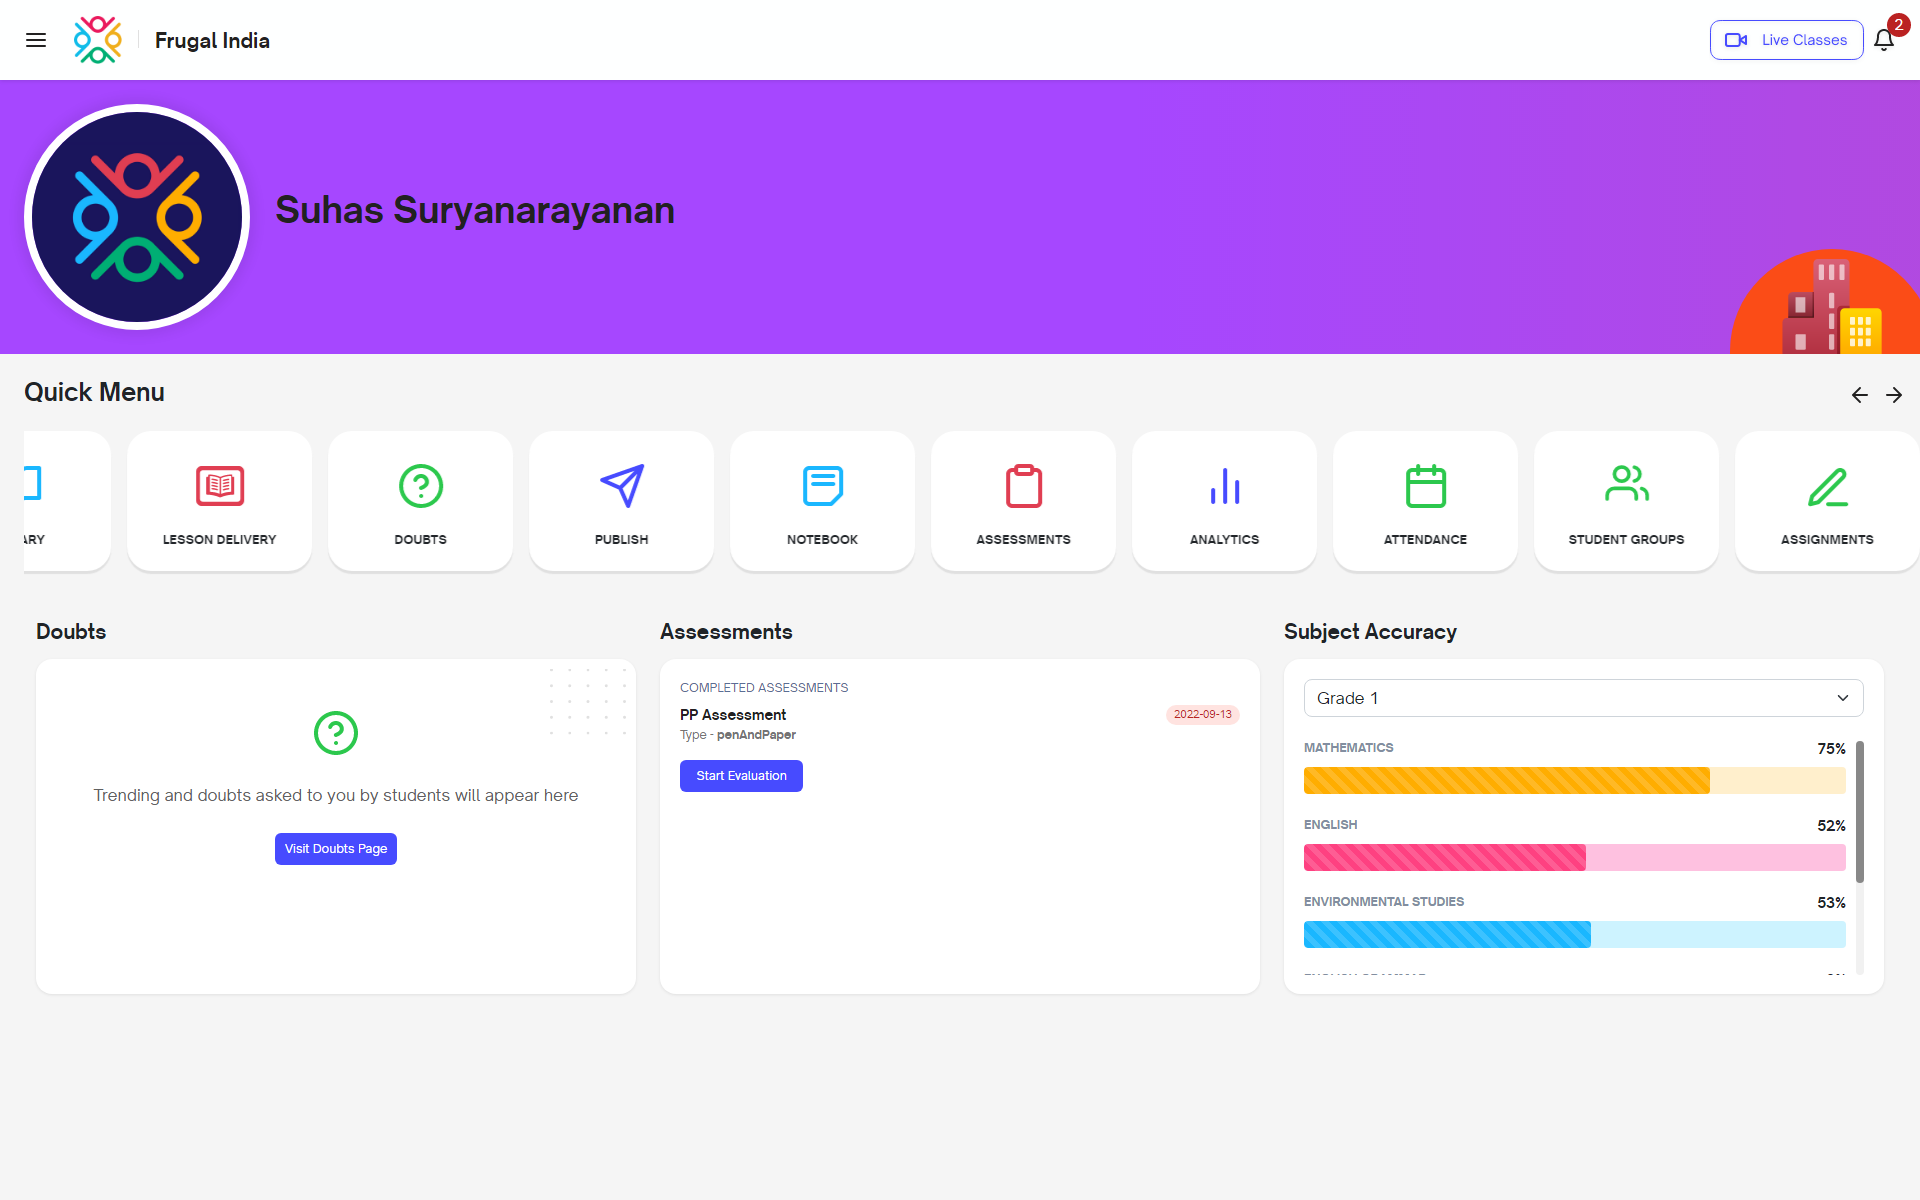 Frugal India
Live Classes
2
Suhas Suryanarayanan
Quick Menu
ARY
LESSON DELIVERY
DOUBTS
PUBLISH
NOTEBOOK
ASSESSMENTS
ANALYTICS
ATTENDANCE
STUDENT GROUPS
ASSIGNMENTS
Doubts
Trending and doubts asked to you by students will appear here
Visit Doubts Page
Assessments
COMPLETED ASSESSMENTS
PP Assessment
2022-09-13
Type - penAndPaper
Start Evaluation
Subject Accuracy
Grade 1
MATHEMATICS
75%
ENGLISH
52%
ENVIRONMENTAL STUDIES
53%